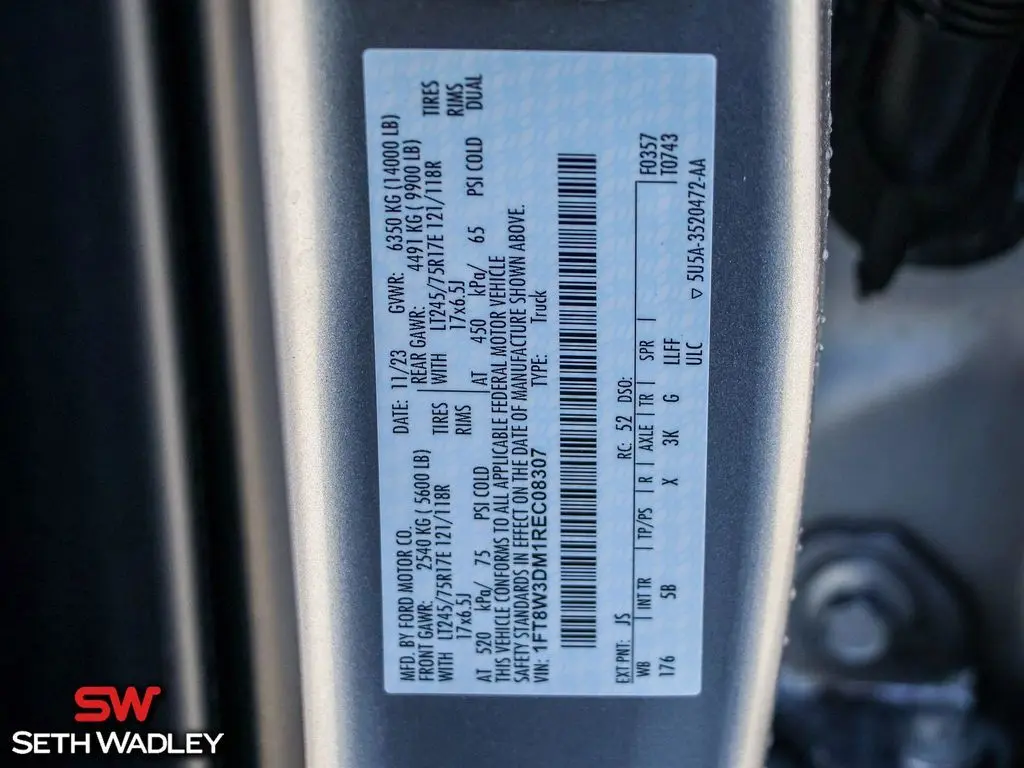 MFD. BY FORD MOTOR CO. DATE: 11/23 GVWR: 6350 KG (14000 LB)
FRONT GAWR: 2540 KG ( 5600 LB) REAR GAWR: 4491 KG ( 9900 LB)
WITH LT245/75R17E 121/118R TIRES WITH LT245/75R17E 121/118R TIRES
17x6.5J RIMS 17x6.5J RIMS
AT 520 kPa/ 75 PSI COLD AT 450 kPa/ 65 PSI COLD DUAL
THIS VEHICLE CONFORMS TO ALL APPLICABLE FEDERAL MOTOR VEHICLE
SAFETY STANDARDS IN EFFECT ON THE DATE OF MANUFACTURE SHOWN ABOVE.
VIN: 1FT8W3DM1REC08307 TYPE: Truck
EXT PNT: JS RC: 52 DSO:
WB INT TR TP/PS R AXLE TR SPR F0357
176 5B X 3K G LLFF T0743
ULC
▽ 5U5A-3520472-AA
SW
SETH WADLEY